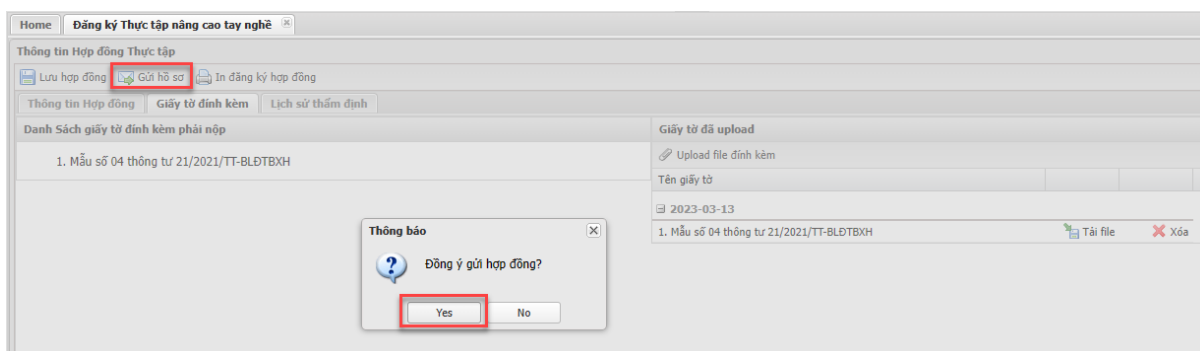 Home Đăng ký Thực tập nâng cao tay nghề
Thông tin Hợp đồng Thực tập
Lưu hợp đồng Gửi hồ sơ In đăng ký hợp đồng
Thông tin Hợp đồng Giấy tờ đính kèm Lịch sử thẩm định
Danh Sách giấy tờ đính kèm phải nộp
1. Mẫu số 04 thông tư 21/2021/TT-BLĐTBXH
Giấy tờ đã upload
Upload file đính kèm
Tên giấy tờ
2023-03-13
1. Mẫu số 04 thông tư 21/2021/TT-BLĐTBXH Tải file Xóa
Thông báo
Đồng ý gửi hợp đồng?
Yes No